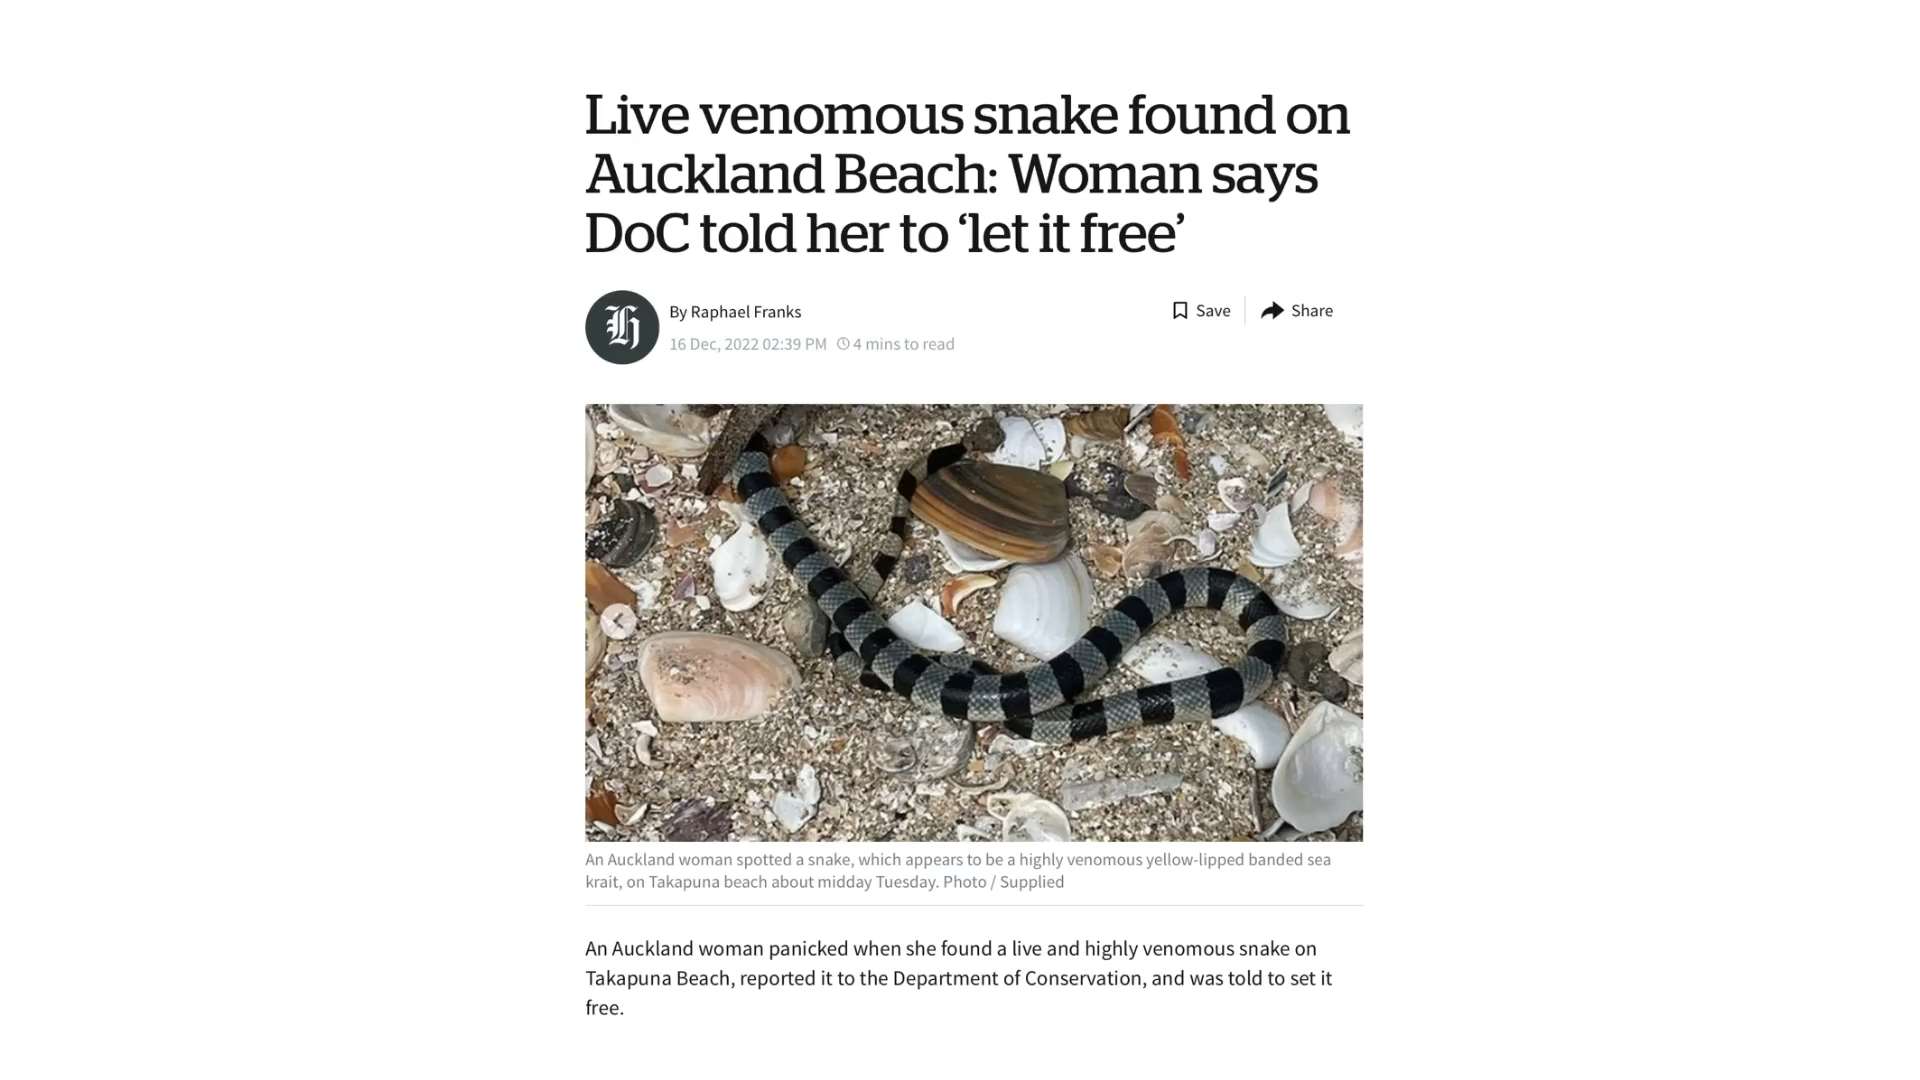 Live venomous snake found on
Auckland Beach: Woman says
DoC told her to ‘let it free’
By Raphael Franks
Save
Share
16 Dec, 2022 02:39 PM
4 mins to read
An Auckland woman spotted a snake, which appears to be a highly venomous yellow-lipped banded sea
krait, on Takapuna beach about midday Tuesday. Photo / Supplied
An Auckland woman panicked when she found a live and highly venomous snake on
Takapuna Beach, reported it to the Department of Conservation, and was told to set it
free.